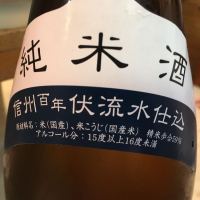 純米酒
信州百年伏流水仕込
原材料名：米(国産)、米こうじ(国産米) 精米歩合59%
アルコール分：15度以上16度未満